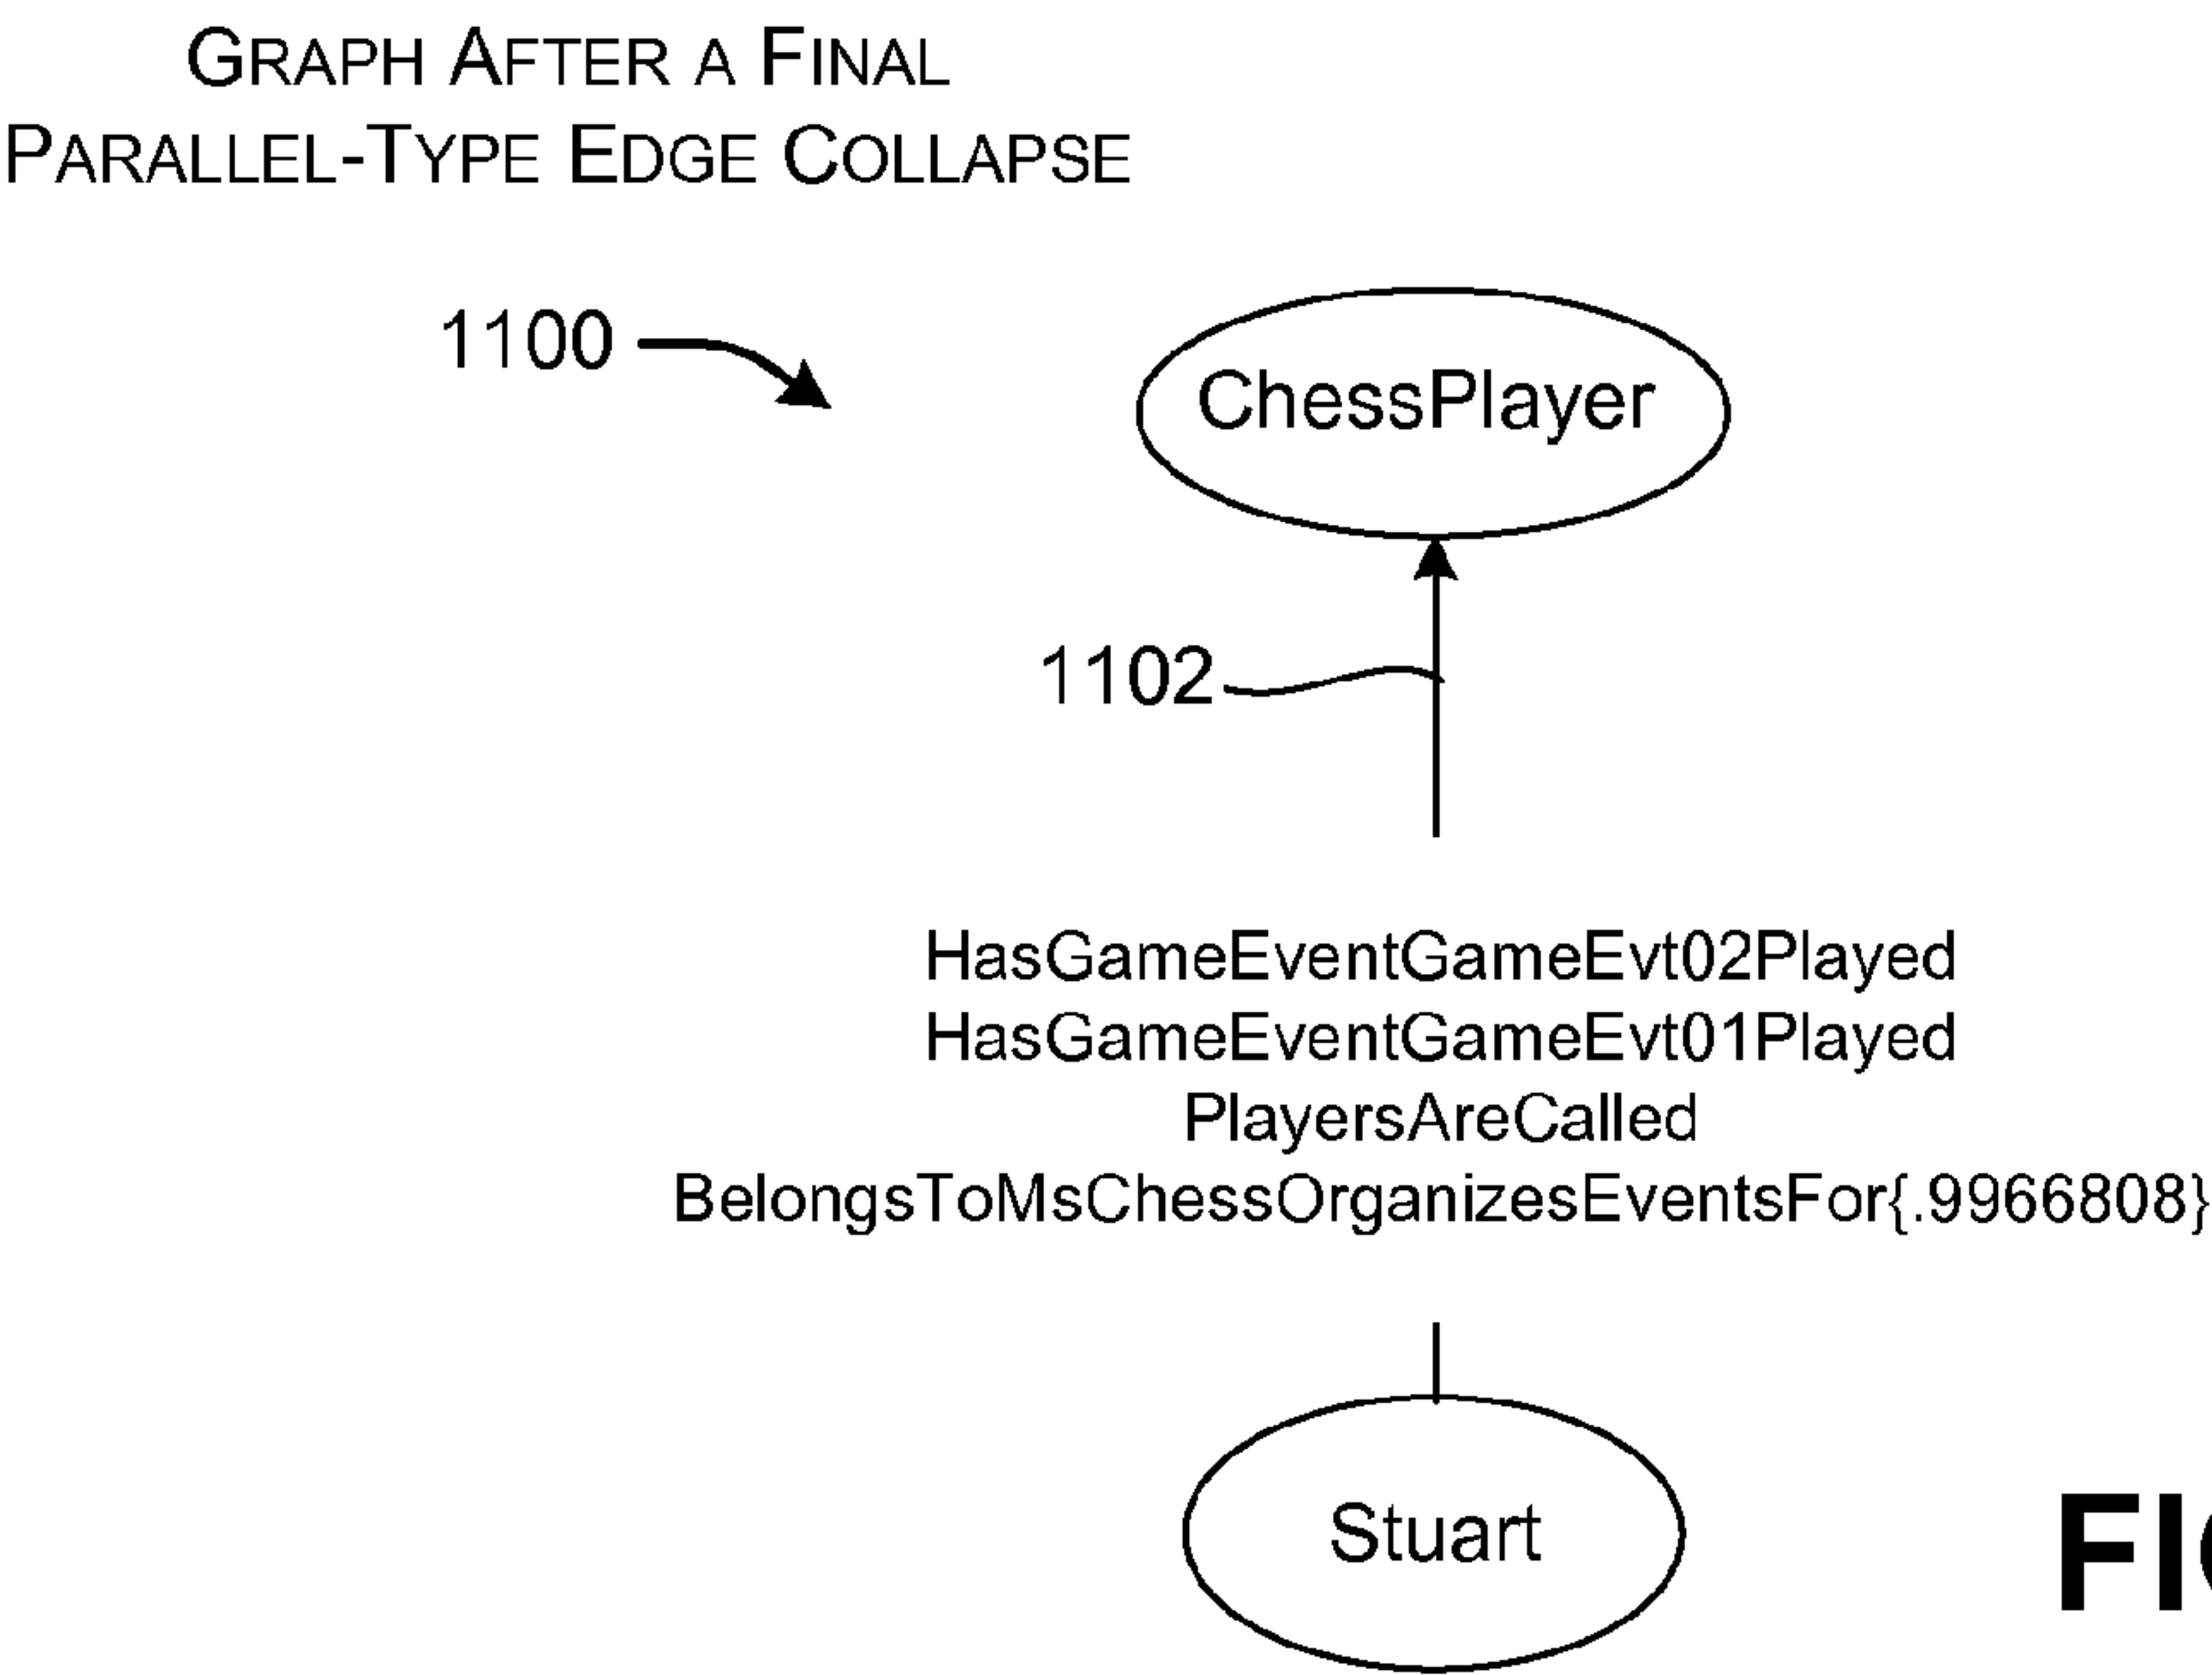 GRAPH AFTER A FINAL
PARALLEL-TYPE EDGE COLLAPSE
1100
ChessPlayer
1102
HasGameEventGameEvt02Played
HasGameEventGameEvt01Played
PlayersAreCalled
BelongsToMsChessOrganizesEventsFor{.9966808}
Stuart